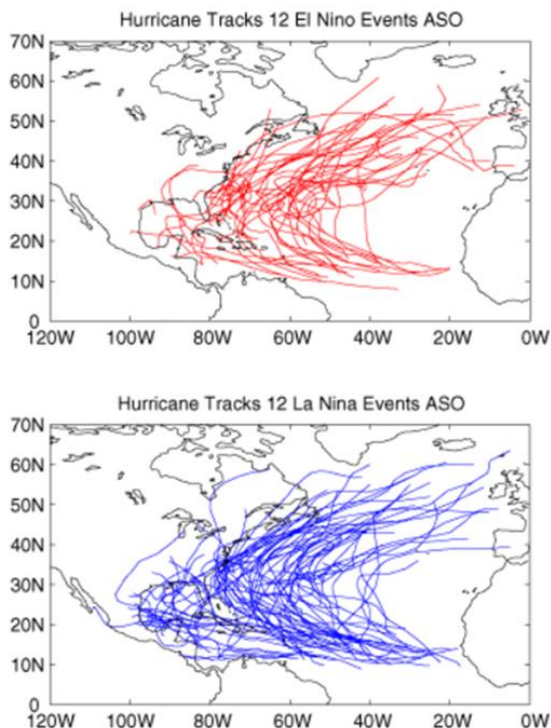 Hurricane Tracks 12 El Nino Events ASO
70N
60N
50N
40N
30N
20N
10N
0
120W 100W 80W 60W 40W 20W 0W
Hurricane Tracks 12 La Nina Events ASO
70N
60N
50N
40N
30N
20N
10N
0
120W 100W 80W 60W 40W 20W 0W